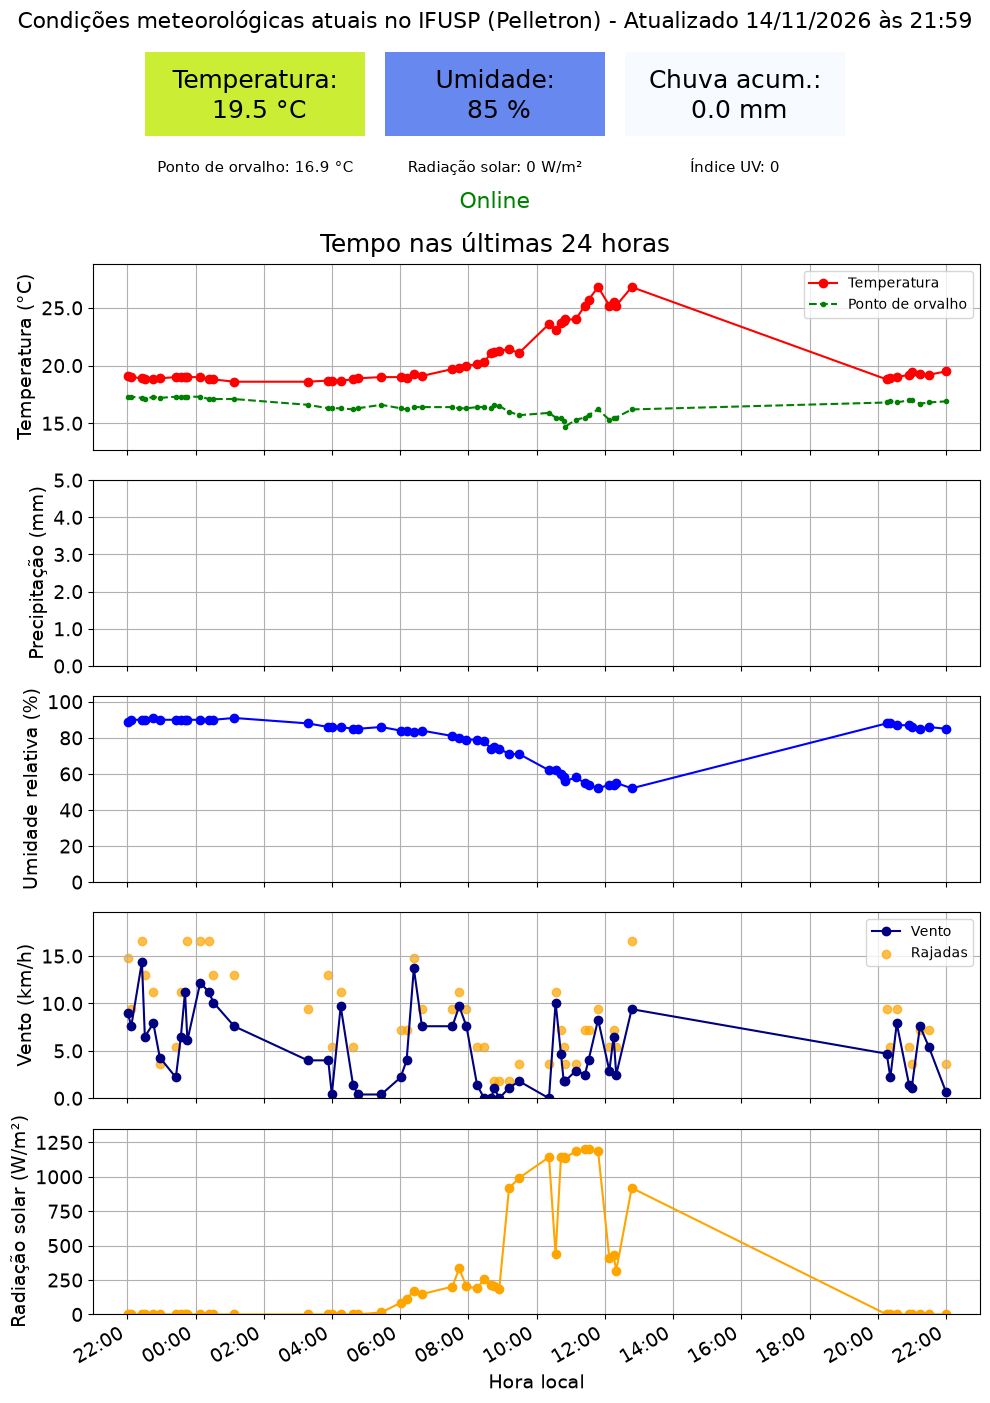 Condições meteorológicas atuais no IFUSP (Pelletron) - Atualizado 14/11/2026 às 21:59
Temperatura:
19.5 °C
Umidade:
85 %
Chuva acum.:
0.0 mm
Ponto de orvalho: 16.9 °C
Radiação solar: 0 W/m²
Índice UV: 0
Online
Tempo nas últimas 24 horas
Temperatura (°C)
25.0
20.0
15.0
Temperatura
Ponto de orvalho
Precipitação (mm)
5.0
4.0
3.0
2.0
1.0
0.0
Umidade relativa (%)
100
80
60
40
20
0
Vento (km/h)
15.0
10.0
5.0
0.0
Vento
Rajadas
Radiação solar (W/m²)
1250
1000
750
500
250
0
22:00
00:00
02:00
04:00
06:00
08:00
10:00
12:00
14:00
16:00
18:00
20:00
22:00
Hora local